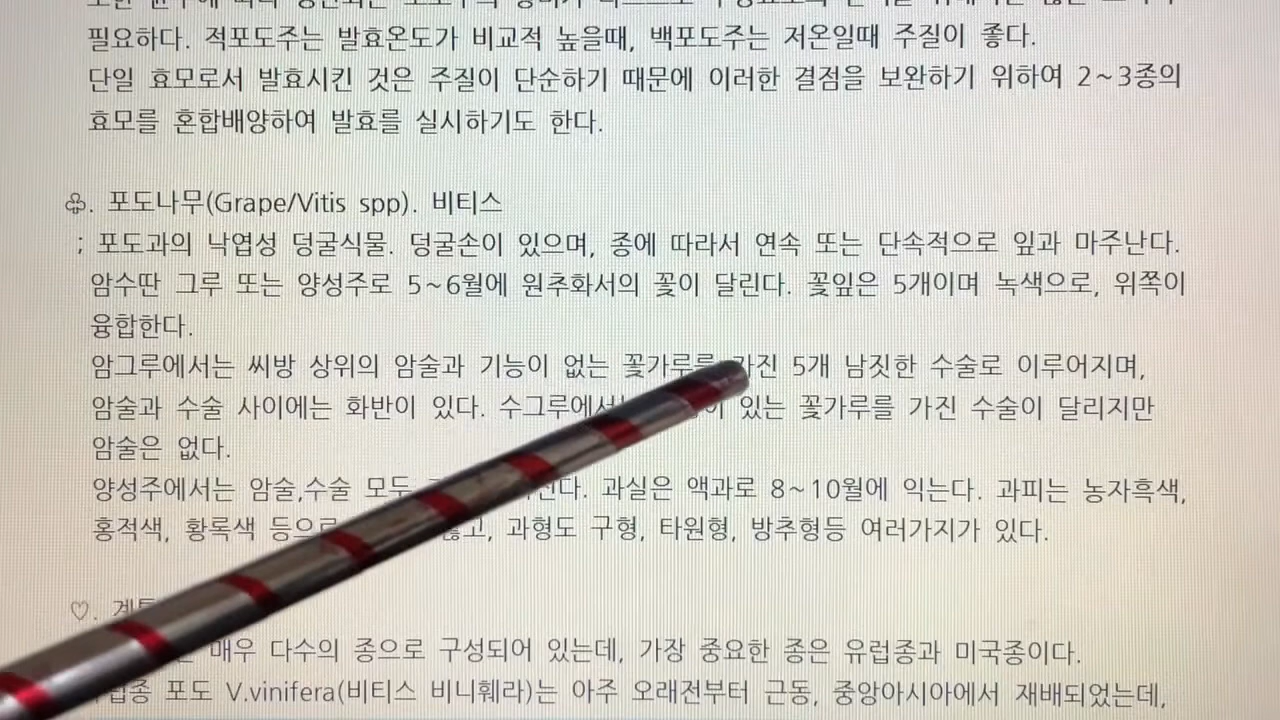 필요하다. 적포도주는 발효온도가 비교적 높을때, 백포도주는 저온일때 주질이 좋다.
단일 효모로서 발효시킨 것은 주질이 단순하기 때문에 이러한 결점을 보완하기 위하여 2~3종의
효모를 혼합배양하여 발효를 실시하기도 한다.
♧. 포도나무(Grape/Vitis spp). 비티스
; 포도과의 낙엽성 덩굴식물. 덩굴손이 있으며, 종에 따라서 연속 또는 단속적으로 잎과 마주난다.
암수딴 그루 또는 양성주로 5~6월에 원추화서의 꽃이 달린다. 꽃잎은 5개이며 녹색으로, 위쪽이
융합한다.
암그루에서는 씨방 상위의 암술과 기능이 없는 꽃가루를 가진 5개 남짓한 수술로 이루어지며,
암술과 수술 사이에는 화반이 있다. 수그루에서는 있는 꽃가루를 가진 수술이 달리지만
암술은 없다.
양성주에서는 암술,수술 모두 과실은 액과로 8~10월에 익는다. 과피는 농자흑색,
홍적색, 황록색 등으로 과형도 구형, 타원형, 방추형등 여러가지가 있다.
♡.
매우 다수의 종으로 구성되어 있는데, 가장 중요한 종은 유럽종과 미국종이다.
포도 V.vinifera(비티스 비니훼라)는 아주 오래전부터 근동, 중앙아시아에서 재배되었는데,